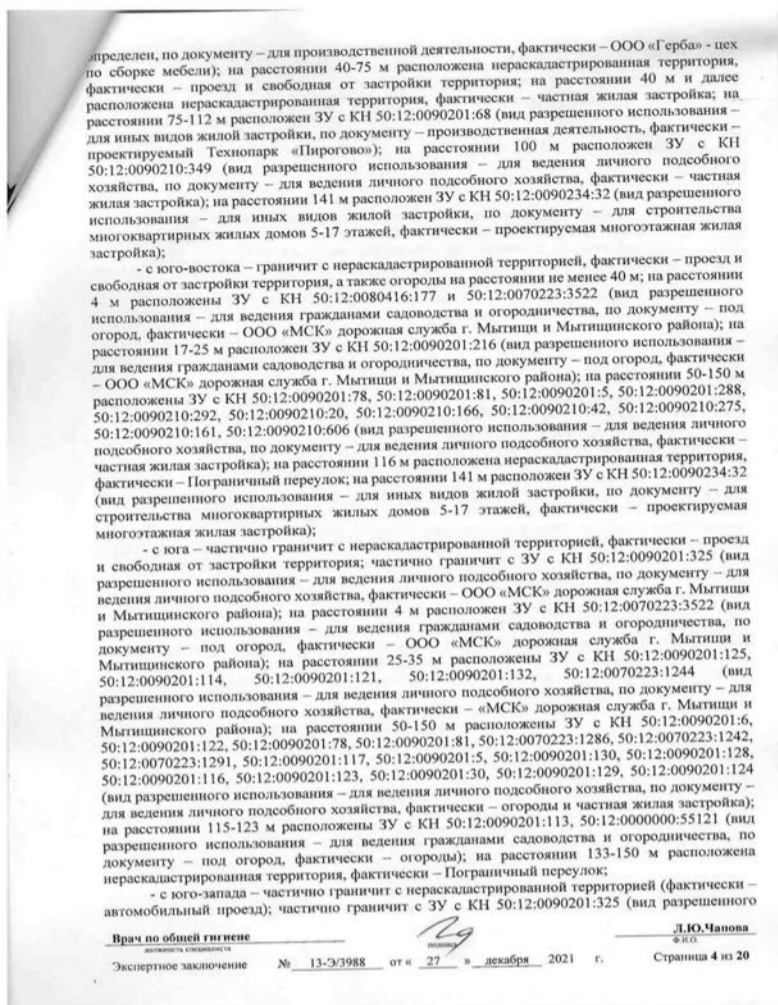 определен, по документу – для производственной деятельности, фактически – ООО «Герба» - цех
по сборке мебели); на расстоянии 40-75 м расположена нераскадастрированная территория,
фактически – проезд и свободная от застройки территория; на расстоянии 40 м и далее
расположена нераскадастрированная территория, фактически – частная жилая застройка; на
расстоянии 75-112 м расположен ЗУ с КН 50:12:0090201:68 (вид разрешенного использования –
для иных видов жилой застройки, по документу – производственная деятельность, фактически –
проектируемый Технопарк «Пирогово»); на расстоянии 100 м расположен ЗУ с КН
50:12:0090210:349 (вид разрешенного использования – для ведения личного подсобного
хозяйства, по документу – для ведения личного подсобного хозяйства, фактически – частная
жилая застройка); на расстоянии 141 м расположен ЗУ с КН 50:12:0090234:32 (вид разрешенного
использования – для иных видов жилой застройки, по документу – для строительства
многоквартирных жилых домов 5-17 этажей, фактически – проектируемая многоэтажная жилая
застройка);
- с юго-востока – граничит с нераскадастрированной территорией, фактически – проезд и
свободная от застройки территория, а также огороды на расстоянии не менее 40 м; на расстоянии
4 м расположены ЗУ с КН 50:12:0080416:177 и 50:12:0070223:3522 (вид разрешенного
использования – для ведения гражданами садоводства и огородничества, по документу – под
огород, фактически – ООО «МСК» дорожная служба г. Мытищи и Мытищинского района); на
расстоянии 17-25 м расположен ЗУ с КН 50:12:0090201:216 (вид разрешенного использования –
для ведения гражданами садоводства и огородничества, по документу – под огород, фактически
– ООО «МСК» дорожная служба г. Мытищи и Мытищинского района); на расстоянии 50-150 м
расположены ЗУ с КН 50:12:0090201:78, 50:12:0090201:81, 50:12:0090201:5, 50:12:0090201:288,
50:12:0090210:292, 50:12:0090210:20, 50:12:0090210:166, 50:12:0090210:42, 50:12:0090210:275,
50:12:0090210:161, 50:12:0090210:606 (вид разрешенного использования – для ведения личного
подсобного хозяйства, по документу – для ведения личного подсобного хозяйства, фактически –
частная жилая застройка); на расстоянии 116 м расположена нераскадастрированная территория,
фактически – Пограничный переулок; на расстоянии 141 м расположен ЗУ с КН 50:12:0090234:32
(вид разрешенного использования – для иных видов жилой застройки, по документу – для
строительства многоквартирных жилых домов 5-17 этажей, фактически – проектируемая
многоэтажная жилая застройка);
- с юга – частично граничит с нераскадастрированной территорией, фактически – проезд
и свободная от застройки территория; частично граничит с ЗУ с КН 50:12:0090201:325 (вид
разрешенного использования – для ведения личного подсобного хозяйства, по документу – для
ведения личного подсобного хозяйства, фактически – ООО «МСК» дорожная служба г. Мытищи
и Мытищинского района); на расстоянии 4 м расположен ЗУ с КН 50:12:0070223:3522 (вид
разрешенного использования – для ведения гражданами садоводства и огородничества, по
документу – под огород, фактически – ООО «МСК» дорожная служба г. Мытищи и
Мытищинского района); на расстоянии 25-35 м расположены ЗУ с КН 50:12:0090201:125,
50:12:0090201:114, 50:12:0090201:121, 50:12:0090201:132, 50:12:0070223:1244 (вид
разрешенного использования – для ведения личного подсобного хозяйства, по документу – для
ведения личного подсобного хозяйства, фактически – «МСК» дорожная служба г. Мытищи и
Мытищинского района); на расстоянии 50-150 м расположены ЗУ с КН 50:12:0090201:6,
50:12:0090201:122, 50:12:0090201:78, 50:12:0090201:81, 50:12:0070223:1286, 50:12:0070223:1242,
50:12:0070223:1291, 50:12:0090201:117, 50:12:0090201:5, 50:12:0090201:130, 50:12:0090201:128,
50:12:0090201:116, 50:12:0090201:123, 50:12:0090201:30, 50:12:0090201:129, 50:12:0090201:124
(вид разрешенного использования – для ведения личного подсобного хозяйства, по документу –
для ведения личного подсобного хозяйства, фактически – огороды и частная жилая застройка);
на расстоянии 115-123 м расположены ЗУ с КН 50:12:0090201:113, 50:12:0000000:55121 (вид
разрешенного использования – для ведения гражданами садоводства и огородничества, по
документу – под огород, фактически – огороды); на расстоянии 133-150 м расположена
нераскадастрированная территория, фактически – Пограничный переулок;
- с юго-запада – частично граничит с нераскадастрированной территорией (фактически –
автомобильный проезд); частично граничит с ЗУ с КН 50:12:0090201:325 (вид разрешенного
Врач по общей гигиене Л.Ю.Чапова
должность специалиста подпись Ф.И.О.
Экспертное заключение № 13-Э/3988 от « 27 » декабря 2021 г. Страница 4 из 20